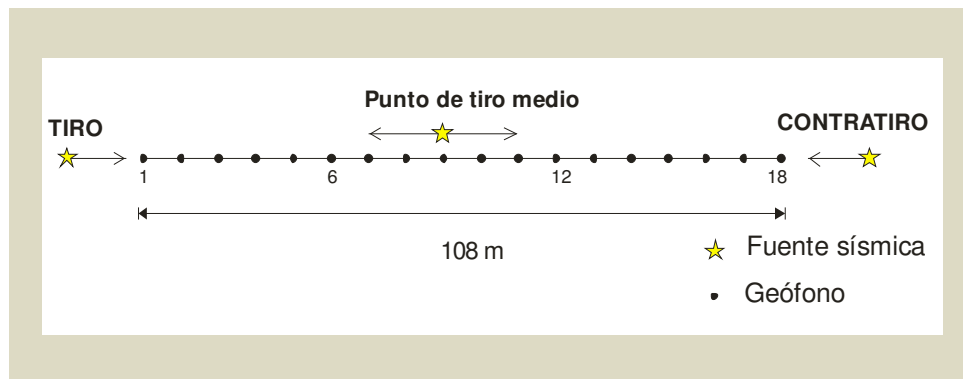 Punto de tiro medio
TIRO
CONTRATIRO
1 6 12 18
108 m
Fuente sísmica
Geófono